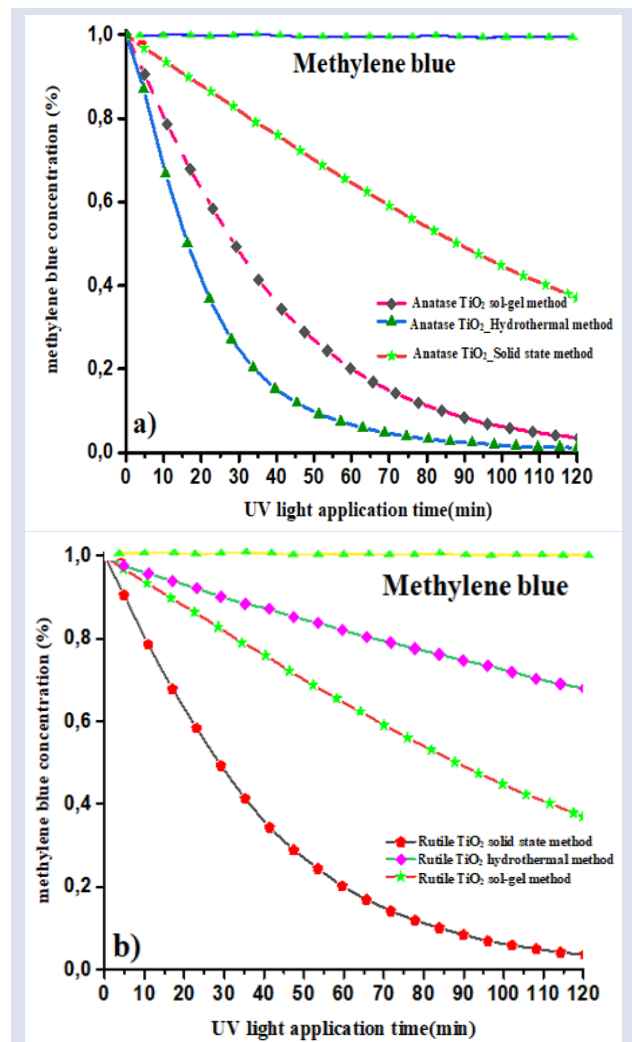 Methylene blue
methylene blue concentration (%)
1,0
0,8
0,6
0,4
0,2
0,0
Anatase TiO₂ sol-gel method
Anatase TiO₂_Hydrothermal method
Anatase TiO₂_Solid state method
a)
0 10 20 30 40 50 60 70 80 90 100 110 120
UV light application time(min)
Methylene blue
methylene blue concentration (%)
1,0
0,8
0,6
0,4
0,2
0,0
Rutile TiO₂ solid state method
Rutile TiO₂ hydrothermal method
Rutile TiO₂ sol-gel method
b)
0 10 20 30 40 50 60 70 80 90 100 110 120
UV light application time(min)